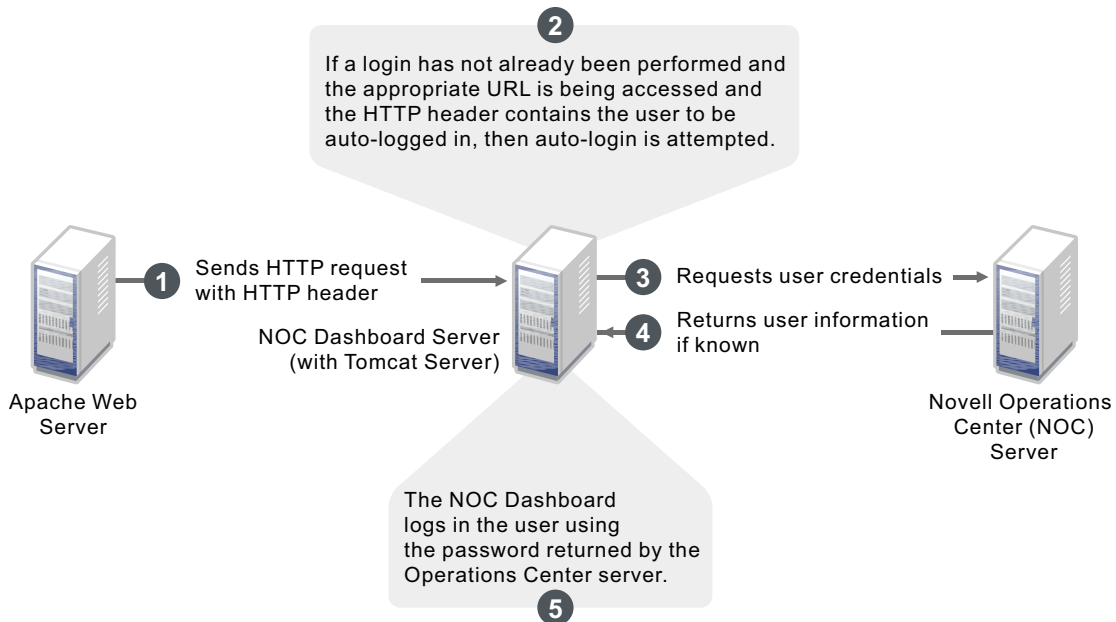 2
If a login has not already been performed and
the appropriate URL is being accessed and
the HTTP header contains the user to be
auto-logged in, then auto-login is attempted.
1
Sends HTTP request
with HTTP header
3
Requests user credentials
NOC Dashboard Server
(with Tomcat Server)
4
Returns user information
if known
Apache Web
Server
Novell Operations
Center (NOC)
Server
The NOC Dashboard
logs in the user using
the password returned by the
Operations Center server.
5